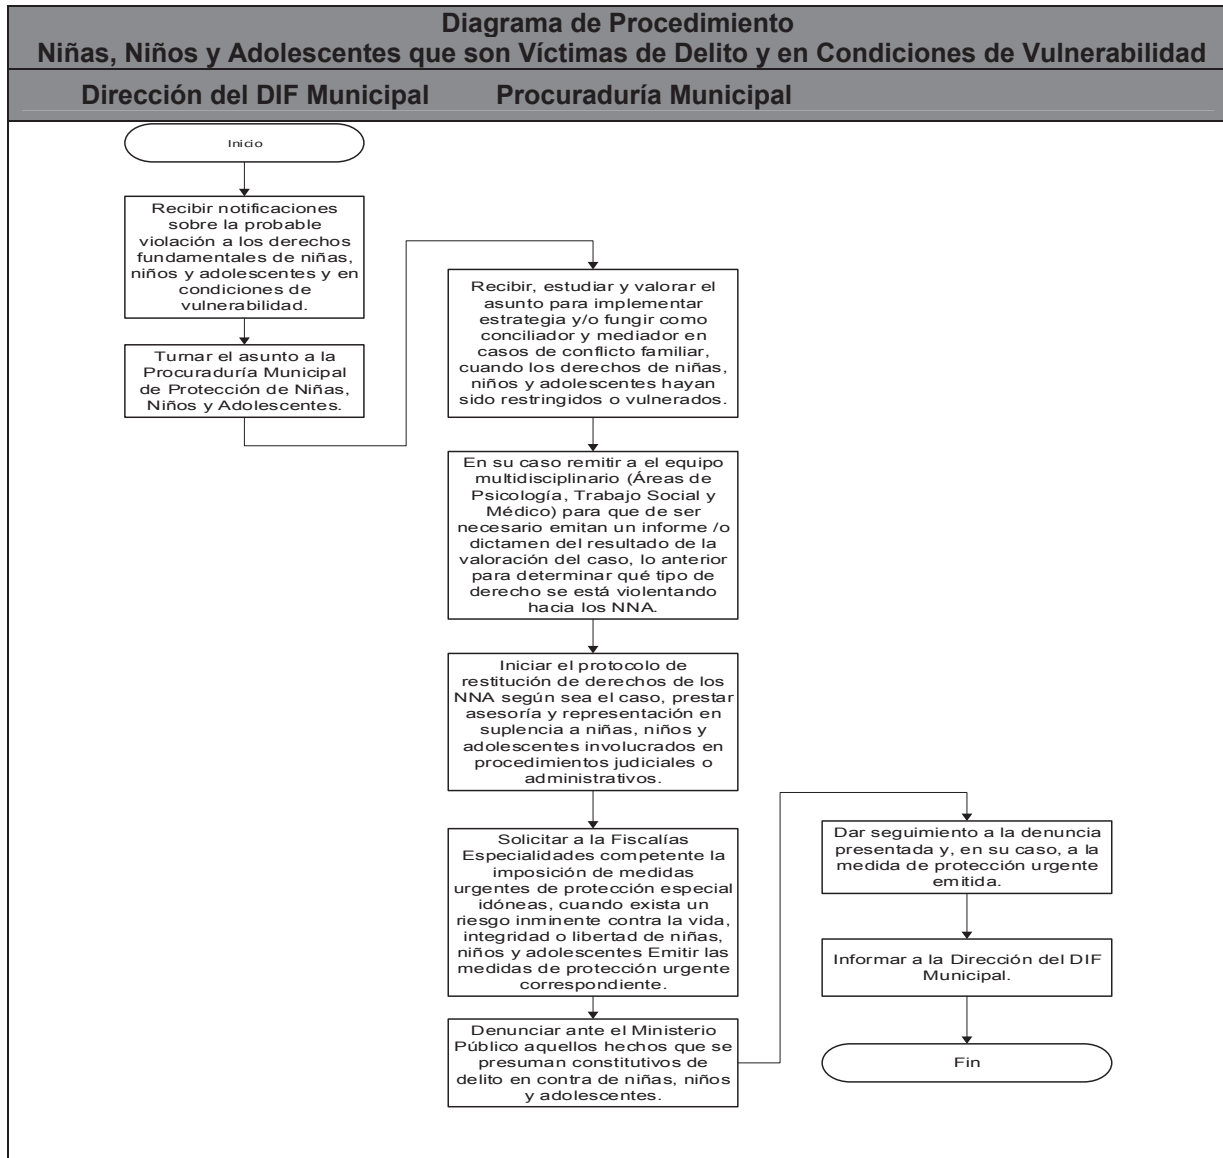 Diagrama de Procedimiento
Niñas, Niños y Adolescentes que son Víctimas de Delito y en Condiciones de Vulnerabilidad
Dirección del DIF Municipal Procuraduría Municipal
Inicio
Recibir notificaciones
sobre la probable
violación a los derechos
fundamentales de niñas,
niños y adolescentes y en
condiciones de
vulnerabilidad.
Turnar el asunto a la
Procuraduría Municipal
de Protección de Niñas,
Niños y Adolescentes.
Recibir, estudiar y valorar el
asunto para implementar
estrategia y/o fungir como
conciliador y mediador en
casos de conflicto familiar,
cuando los derechos de niñas,
niños y adolescentes hayan
sido restringidos o vulnerados.
En su caso remitir a el equipo
multidisciplinario (Áreas de
Psicología, Trabajo Social y
Médico) para que de ser
necesario emitan un informe /o
dictamen del resultado de la
valoración del caso, lo anterior
para determinar qué tipo de
derecho se está violentando
hacia los NNA.
Iniciar el protocolo de
restitución de derechos de los
NNA según sea el caso, prestar
asesoría y representación en
suplencia a niñas, niños y
adolescentes involucrados en
procedimientos judiciales o
administrativos.
Solicitar a la Fiscalías
Especialidades competente la
imposición de medidas
urgentes de protección especial
idóneas, cuando exista un
riesgo inminente contra la vida,
integridad o libertad de niñas,
niños y adolescentes Emitir las
medidas de protección urgente
correspondiente.
Denunciar ante el Ministerio
Público aquellos hechos que se
presuman constitutivos de
delito en contra de niñas, niños
y adolescentes.
Dar seguimiento a la denuncia
presentada y, en su caso, a la
medida de protección urgente
emitida.
Informar a la Dirección del DIF
Municipal.
Fin